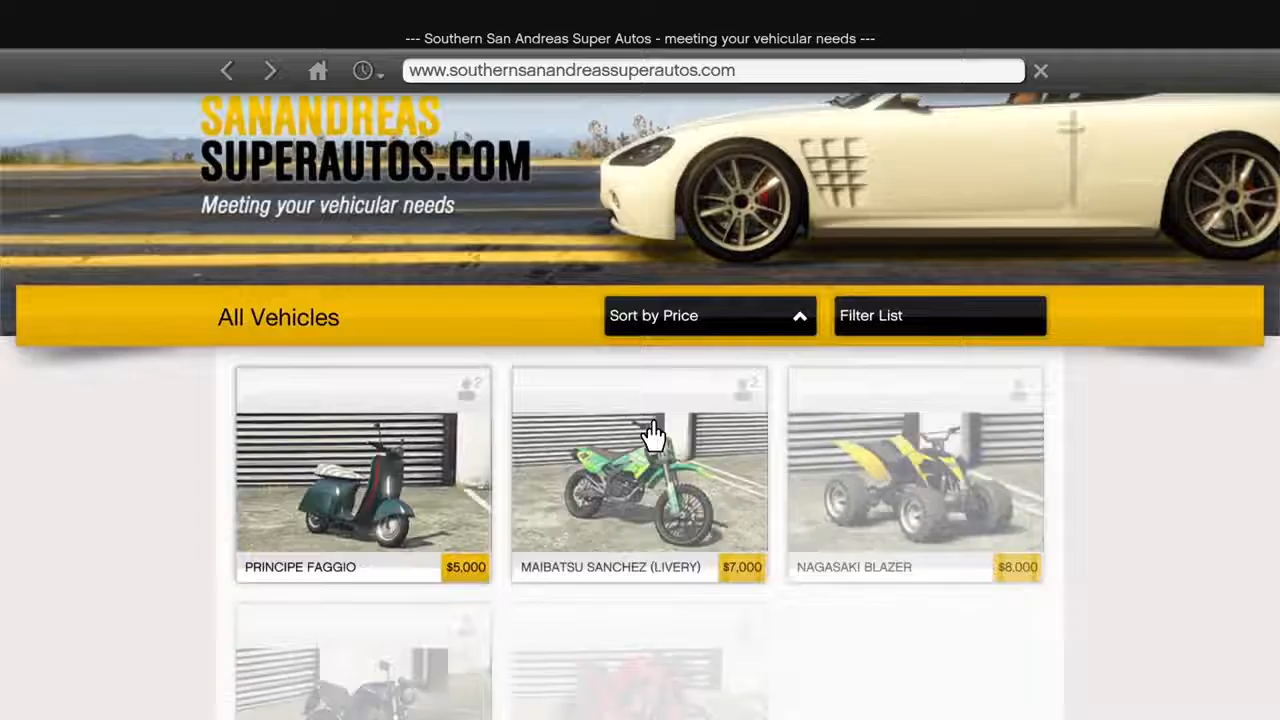 --- Southern San Andreas Super Autos - meeting your vehicular needs ---
www.southernsanandreassuperautos.com
SANANDREAS
SUPERAUTOS.COM
Meeting your vehicular needs
All Vehicles
Sort by Price
Filter List
2
2
PRINCIPE FAGGIO
$5,000
MAIBATSU SANCHEZ (LIVERY)
$7,000
NAGASAKI BLAZER
$8,000